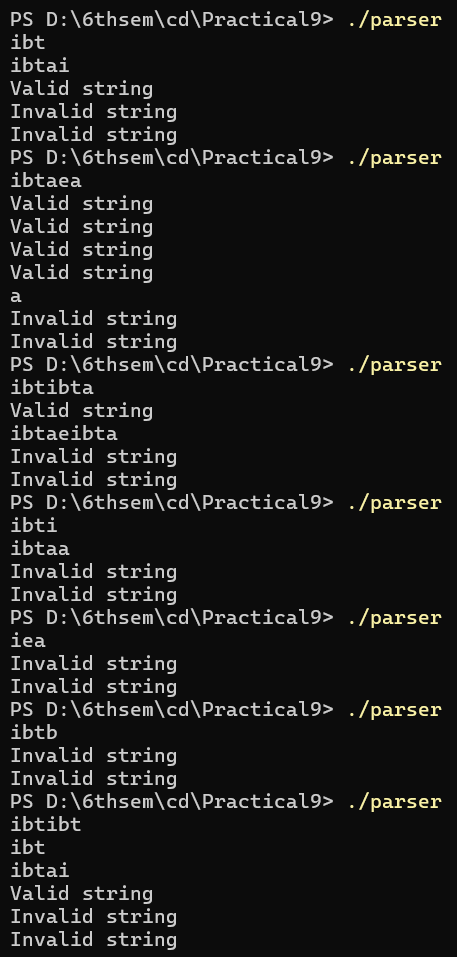 PS D:\6thsem\cd\Practical9> ./parser
ibt
ibtai
Valid string
Invalid string
Invalid string
PS D:\6thsem\cd\Practical9> ./parser
ibtaea
Valid string
Valid string
Valid string
Valid string
a
Invalid string
Invalid string
PS D:\6thsem\cd\Practical9> ./parser
ibtibta
Valid string
ibtaeibta
Invalid string
Invalid string
PS D:\6thsem\cd\Practical9> ./parser
ibti
ibtaa
Invalid string
Invalid string
PS D:\6thsem\cd\Practical9> ./parser
iea
Invalid string
Invalid string
PS D:\6thsem\cd\Practical9> ./parser
ibtb
Invalid string
Invalid string
PS D:\6thsem\cd\Practical9> ./parser
ibtibt
ibt
ibtai
Valid string
Invalid string
Invalid string